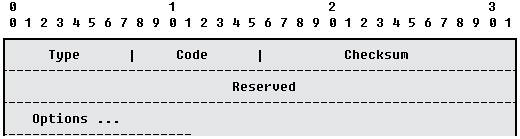 0 1 2 3
0 1 2 3 4 5 6 7 8 9 0 1 2 3 4 5 6 7 8 9 0 1 2 3 4 5 6 7 8 9 0 1
Type | Code | Checksum
Reserved
Options ...